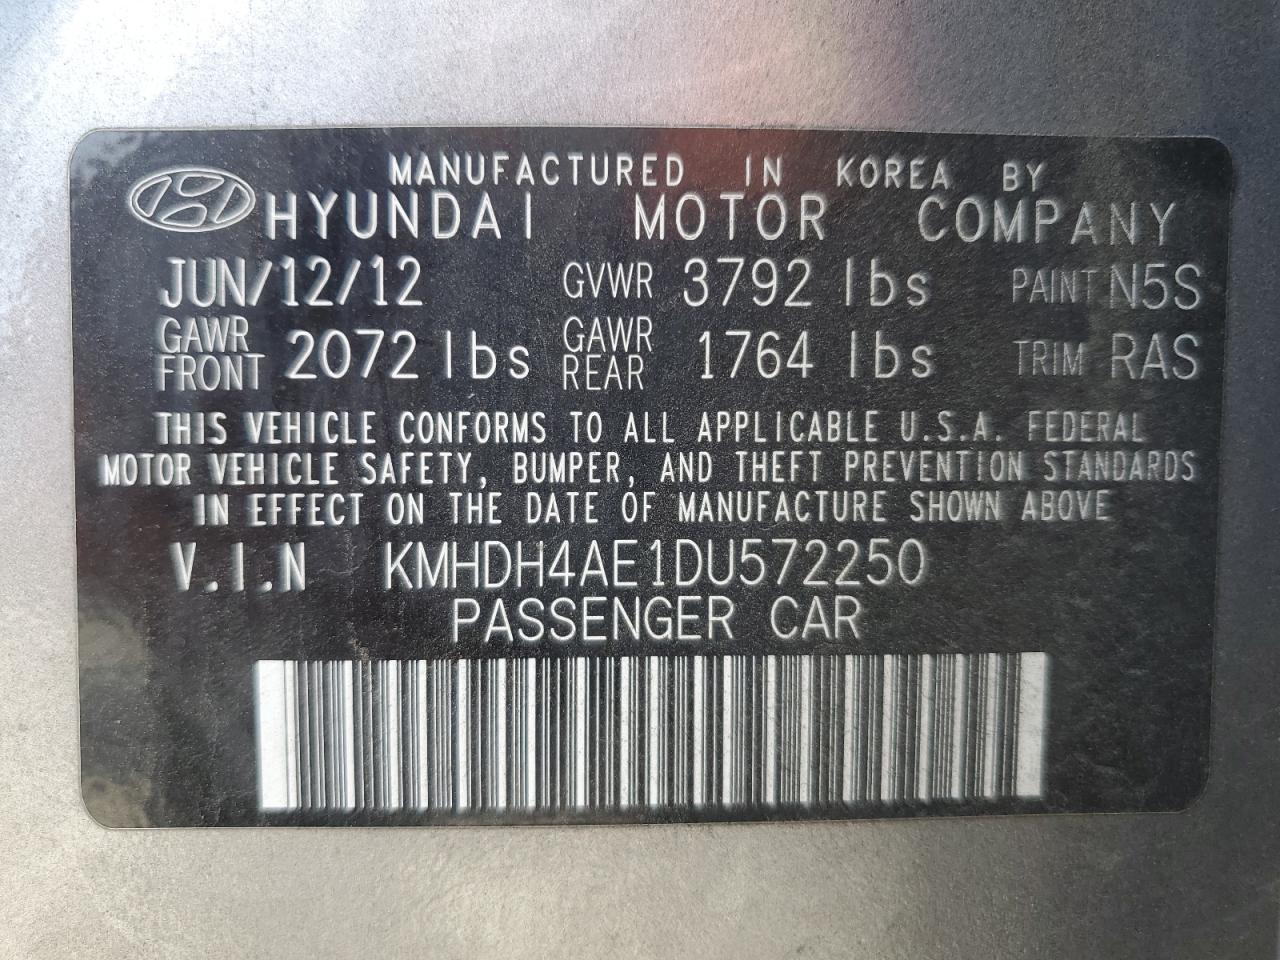 MANUFACTURED IN KOREA BY
HYUNDAI MOTOR COMPANY
JUN/12/12 GVWR 3792 lbs PAINT N5S
GAWR FRONT 2072 lbs GAWR REAR 1764 lbs TRIM RAS
THIS VEHICLE CONFORMS TO ALL APPLICABLE U.S.A. FEDERAL
MOTOR VEHICLE SAFETY, BUMPER, AND THEFT PREVENTION STANDARDS
IN EFFECT ON THE DATE OF MANUFACTURE SHOWN ABOVE
V.I.N KMHDH4AE1DU572250
PASSENGER CAR